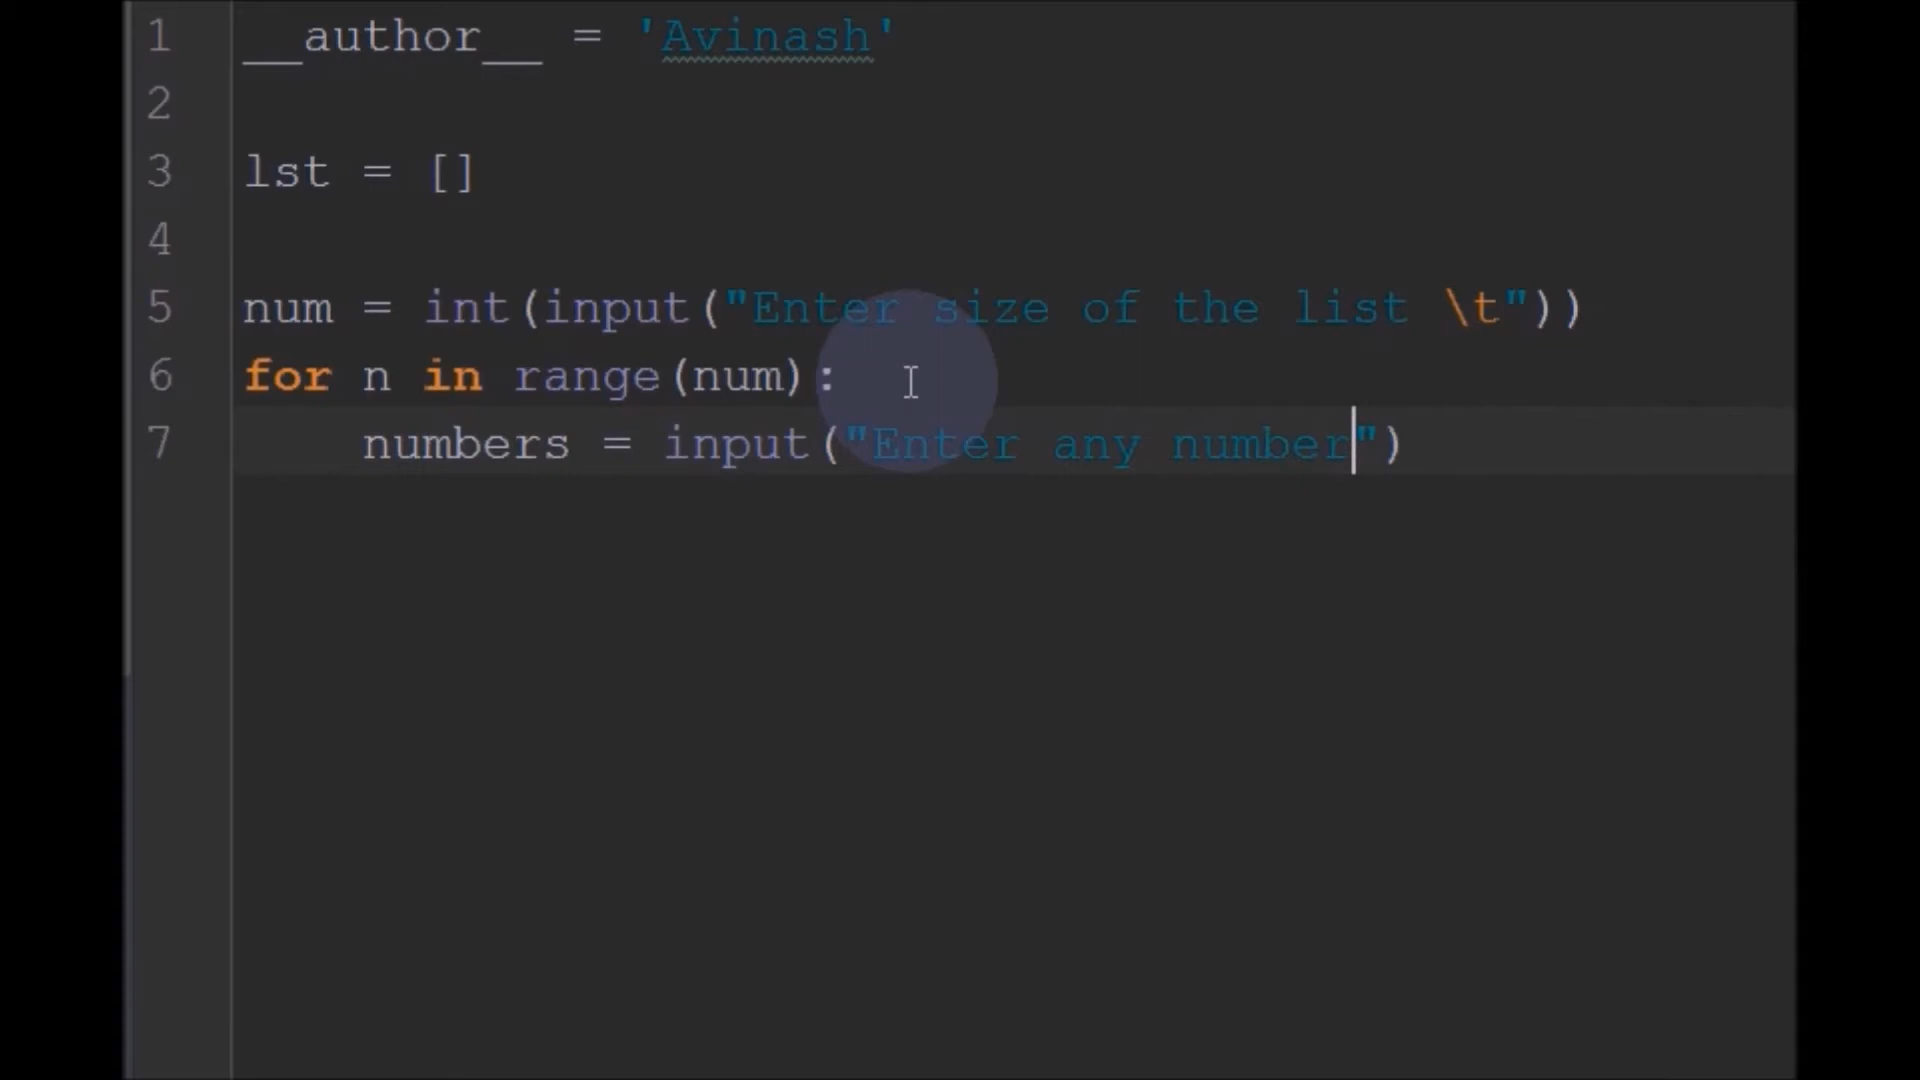 1 __author__ = 'Avinash'
2
3 lst = []
4
5 num = int(input("Enter size of the list \t"))
6 for n in range(num):
7     numbers = input("Enter any number")